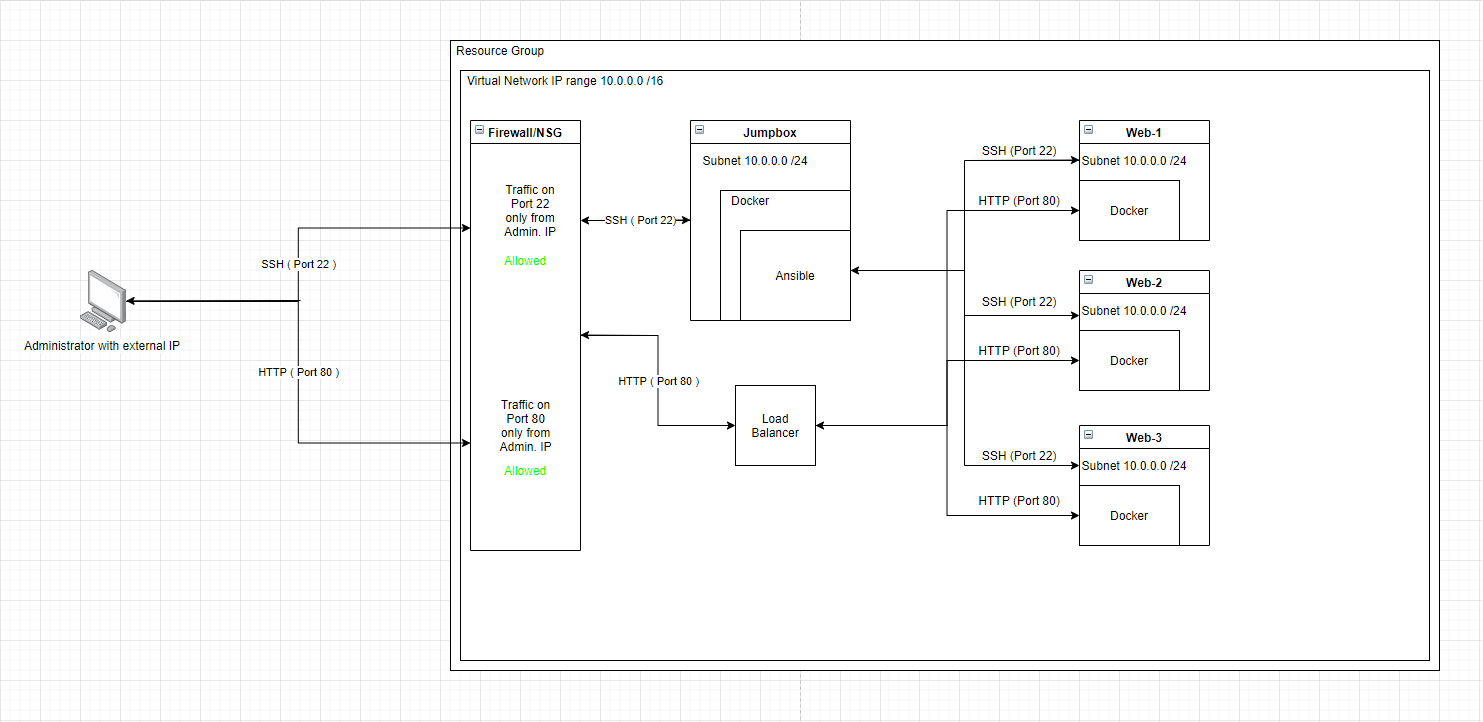 Resource Group
Virtual Network IP range 10.0.0.0 /16
Firewall/NSG
Traffic on
Port 22
only from
Admin. IP
Allowed
Traffic on
Port 80
only from
Admin. IP
Allowed
SSH ( Port 22 )
Administrator with external IP
HTTP ( Port 80 )
Jumpbox
Subnet 10.0.0.0 /24
Docker
Ansible
SSH ( Port 22)
HTTP ( Port 80 )
Load
Balancer
SSH (Port 22)
HTTP (Port 80)
Web-1
Subnet 10.0.0.0 /24
Docker
SSH (Port 22)
HTTP (Port 80)
Web-2
Subnet 10.0.0.0 /24
Docker
SSH (Port 22)
HTTP (Port 80)
Web-3
Subnet 10.0.0.0 /24
Docker